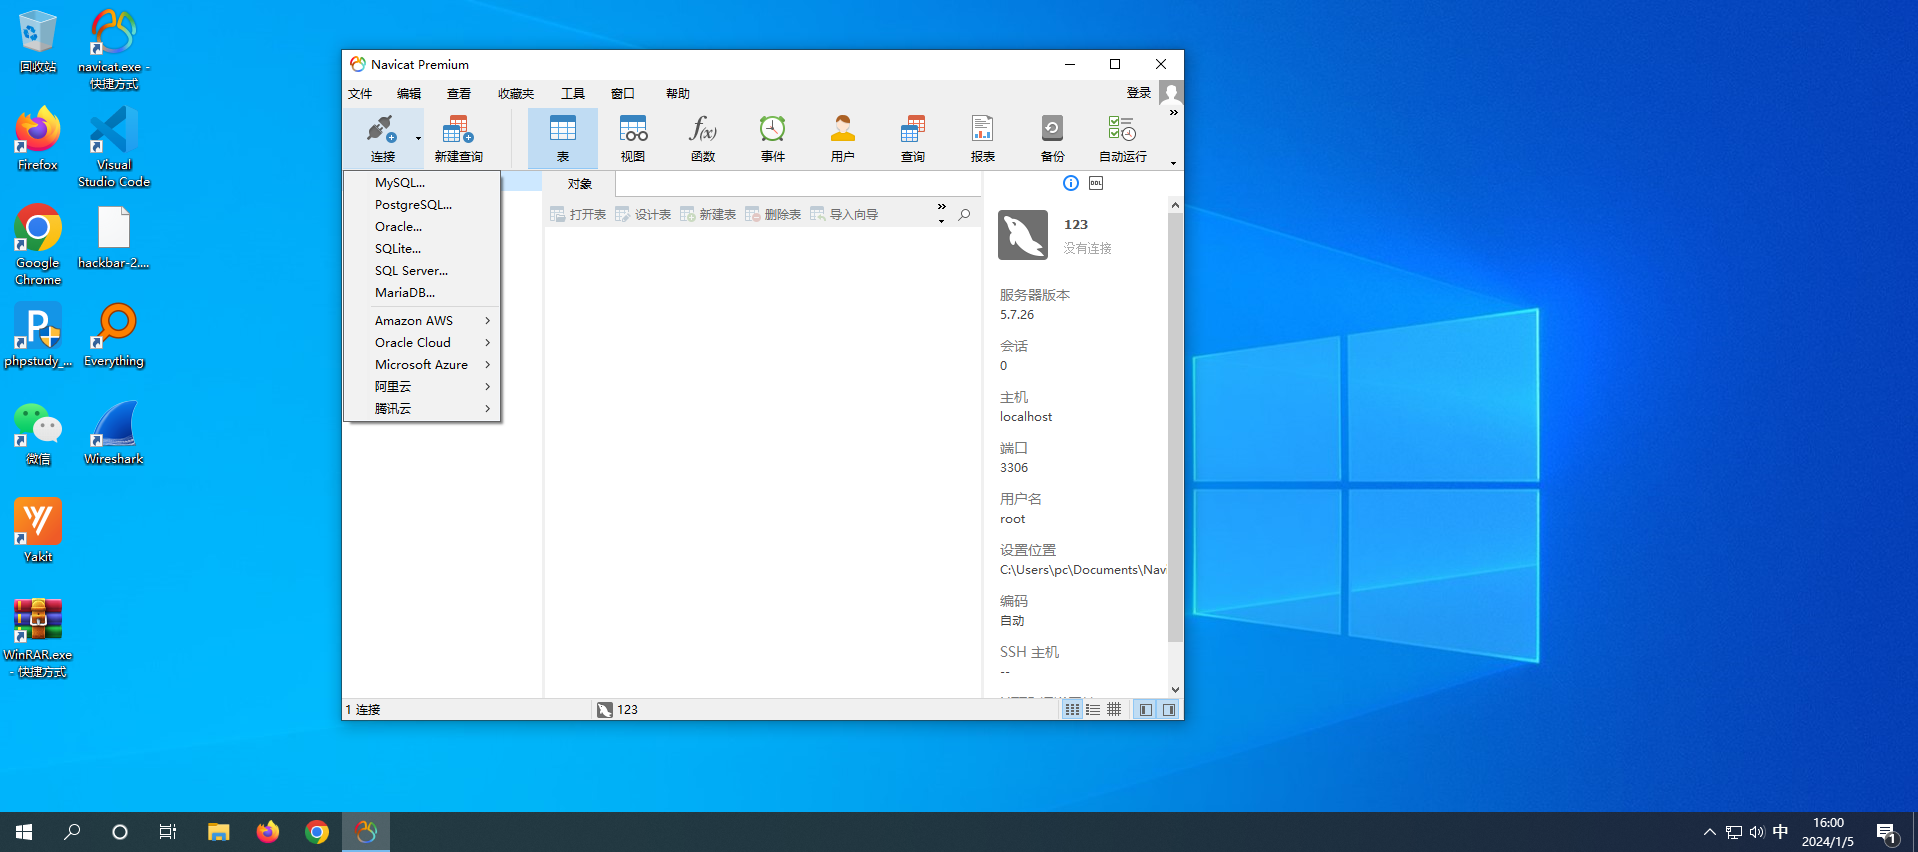 回收站
navicat.exe -
快捷方式
Firefox
Visual
Studio Code
Google
Chrome
hackbar-2....
phpstudy_...
Everything
微信
Wireshark
Yakit
WinRAR.exe
- 快捷方式
Navicat Premium
文件 编辑 查看 收藏夹 工具 窗口 帮助 登录
连接 新建查询 表 视图 函数 事件 用户 查询 报表 备份 自动运行
MySQL...
PostgreSQL...
Oracle...
SQLite...
SQL Server...
MariaDB...
Amazon AWS
Oracle Cloud
Microsoft Azure
阿里云
腾讯云
对象
打开表 设计表 新建表 删除表 导入向导
DDL
123
没有连接
服务器版本
5.7.26
会话
0
主机
localhost
端口
3306
用户名
root
设置位置
C:\Users\pc\Documents\Nav
编码
自动
SSH 主机
--
1 连接
123
中
16:00
2024/1/5
1